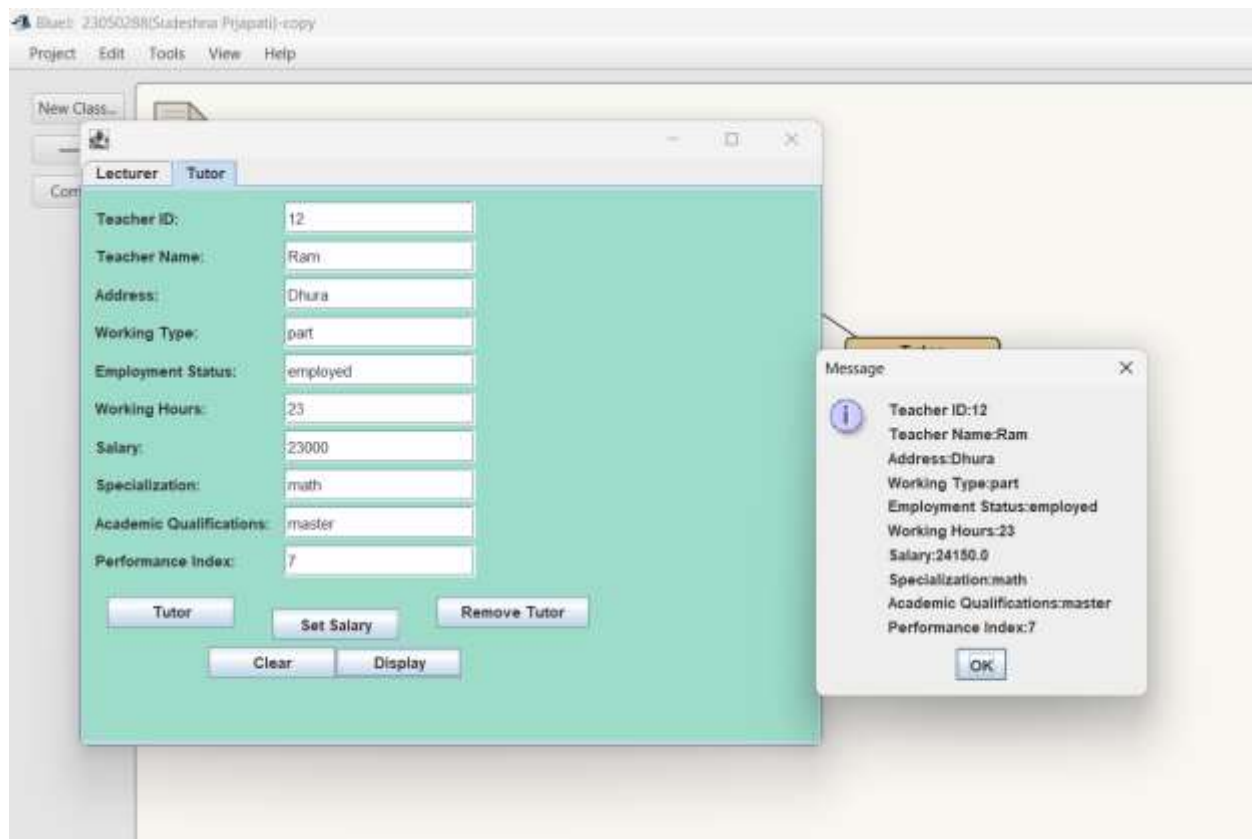 BlueJ: 23050288(Sudeshna Prjapati)-copy
Project Edit Tools View Help
New Class...
Com
Lecturer Tutor
Teacher ID: 12
Teacher Name: Ram
Address: Dhura
Working Type: part
Employment Status: employed
Working Hours: 23
Salary: 23000
Specialization: math
Academic Qualifications: master
Performance Index: 7
Tutor Set Salary Remove Tutor
Clear Display
Message
Teacher ID:12
Teacher Name:Ram
Address:Dhura
Working Type:part
Employment Status:employed
Working Hours:23
Salary:24150.0
Specialization:math
Academic Qualifications:master
Performance Index:7
OK